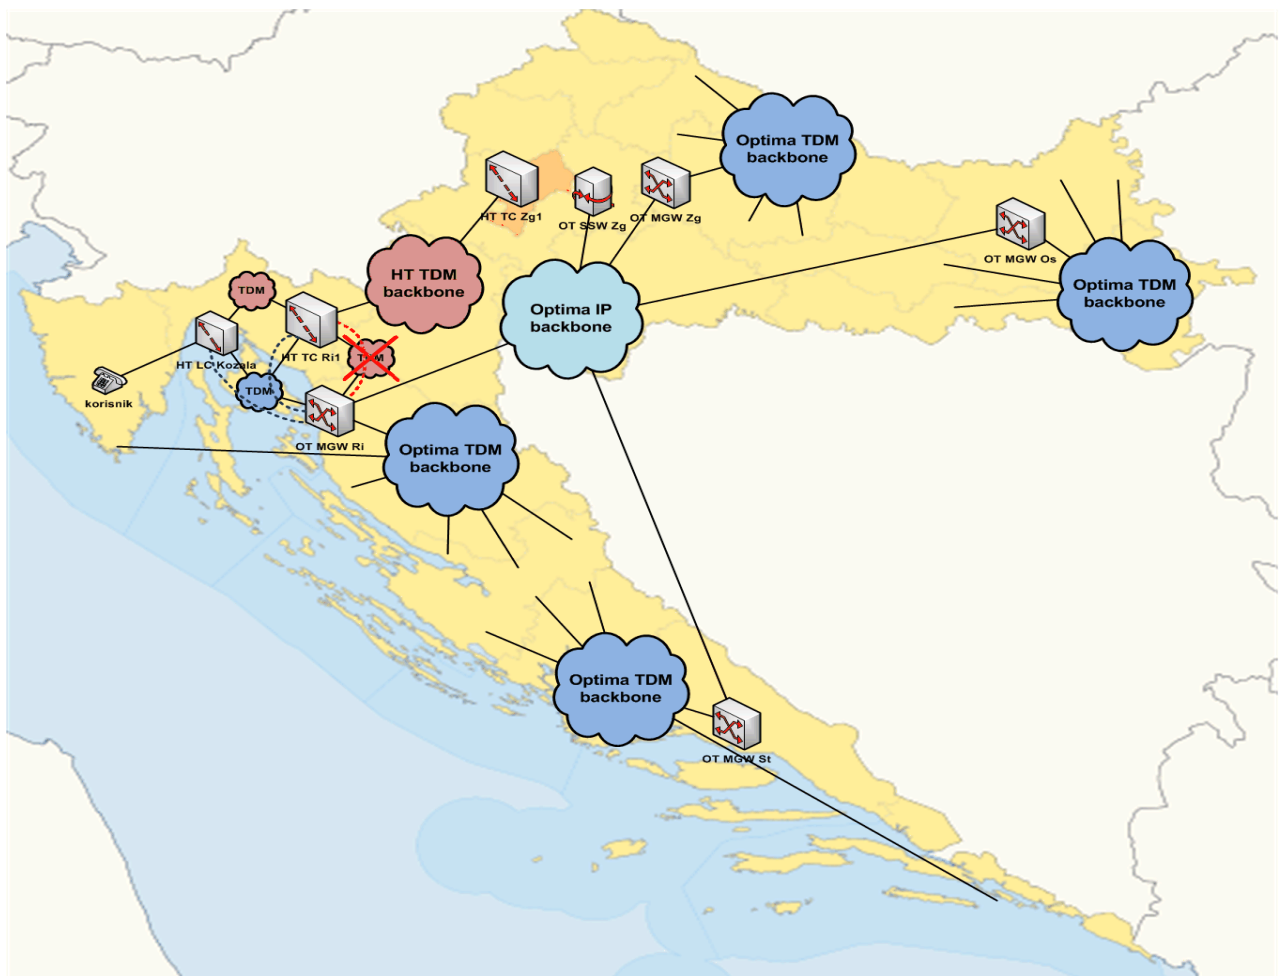 Optima TDM
backbone
HT TC Zg1
OT SSW Zg
OT MGW Zg
OT MGW Os
Optima TDM
backbone
HT TDM
backbone
TDM
Optima IP
backbone
HT LC Kozala
HT TC Ri1
TDM
TDM
korisnik
OT MGW Ri
Optima TDM
backbone
Optima TDM
backbone
OT MGW St